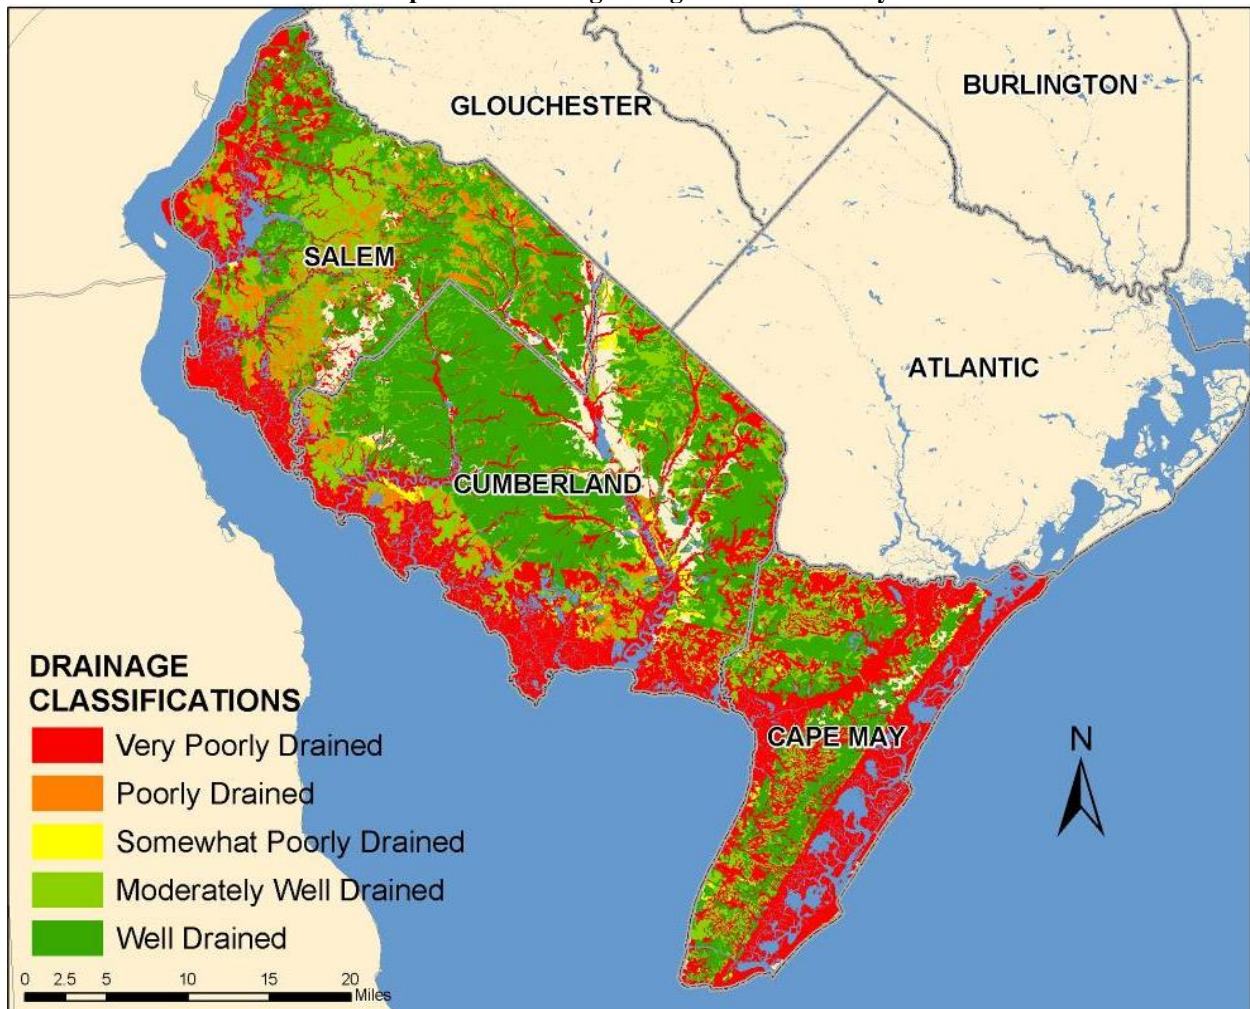 GLOUCHESTER
BURLINGTON
SALEM
ATLANTIC
CUMBERLAND
CAPE MAY
N
DRAINAGE
CLASSIFICATIONS
Very Poorly Drained
Poorly Drained
Somewhat Poorly Drained
Moderately Well Drained
Well Drained
0 2.5 5 10 15 20
Miles